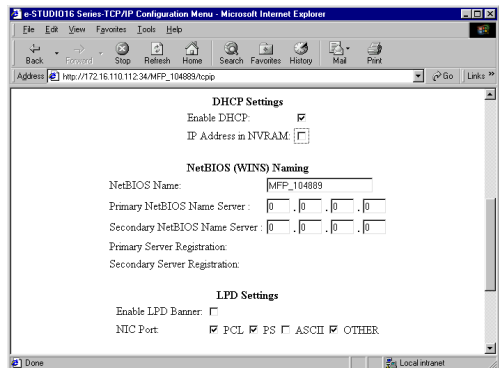 e-STUDIO16 Series-TCP/IP Configuration Menu - Microsoft Internet Explorer
File Edit View Favorites Tools Help
Back Forward Stop Refresh Home Search Favorites History Mail Print
Address http://172.16.110.112:34/MFP_104889/tcpip Go Links »
DHCP Settings
Enable DHCP:
IP Address in NVRAM:
NetBIOS (WINS) Naming
NetBIOS Name: MFP_104889
Primary NetBIOS Name Server : 0 . 0 . 0 . 0
Secondary NetBIOS Name Server : 0 . 0 . 0 . 0
Primary Server Registration:
Secondary Server Registration:
LPD Settings
Enable LPD Banner:
NIC Port: PCL PS ASCII OTHER
Done Local intranet